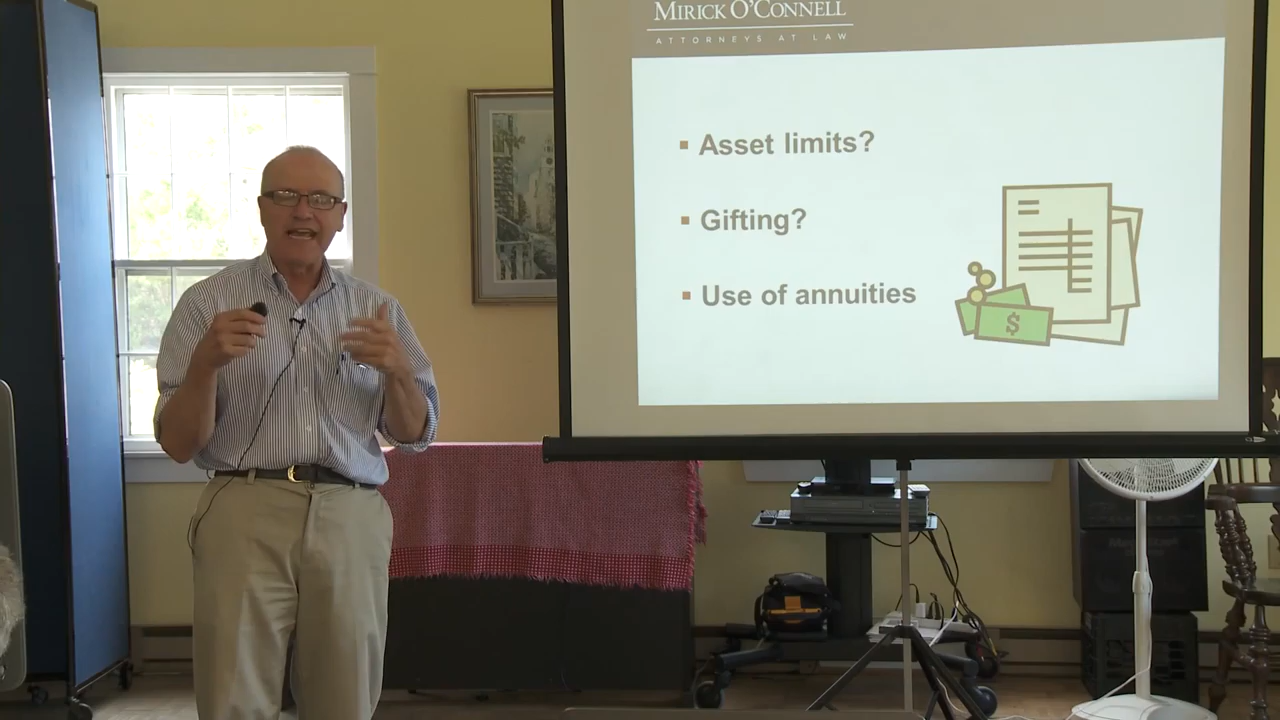 MIRICK O'CONNELL
ATTORNEYS AT LAW
▪ Asset limits?
▪ Gifting?
▪ Use of annuities
$